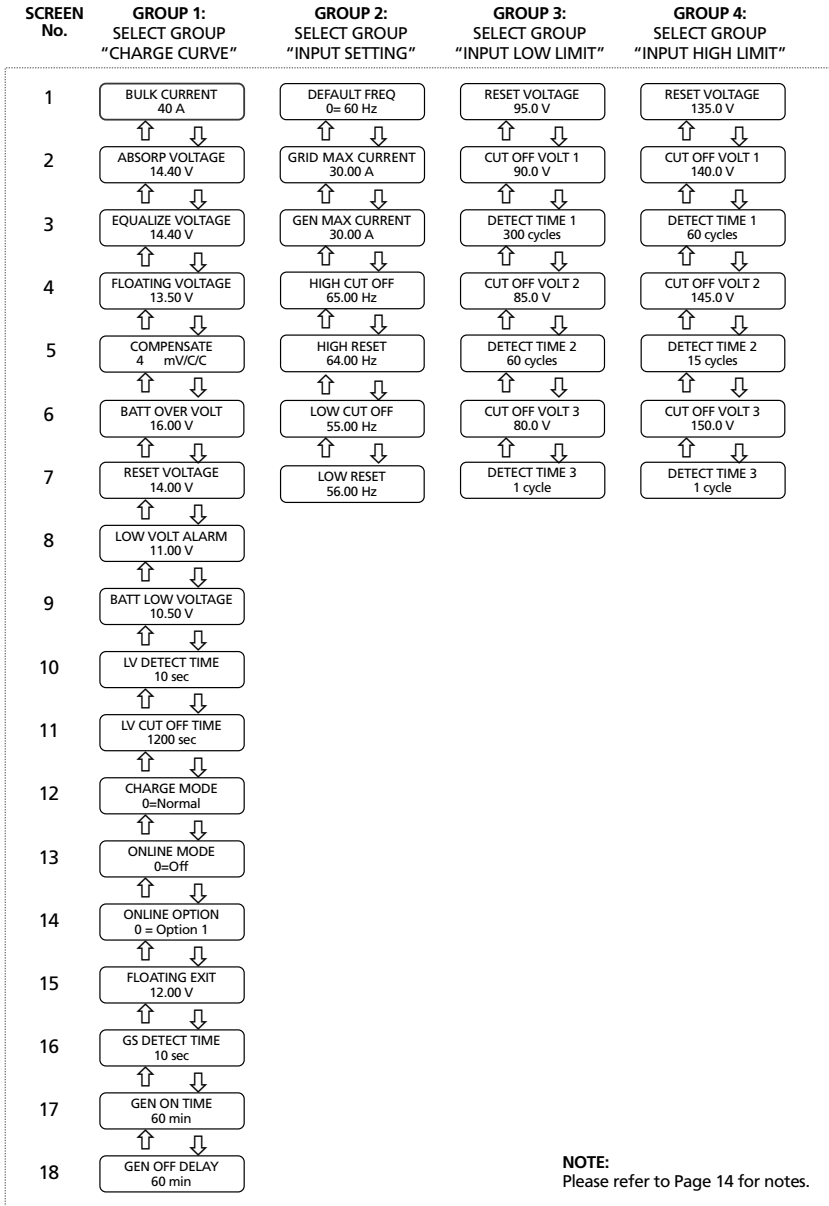 SCREEN No.
GROUP 1:
SELECT GROUP
“CHARGE CURVE”
GROUP 2:
SELECT GROUP
“INPUT SETTING”
GROUP 3:
SELECT GROUP
“INPUT LOW LIMIT”
GROUP 4:
SELECT GROUP
“INPUT HIGH LIMIT”
1
BULK CURRENT
40 A
DEFAULT FREQ
0= 60 Hz
RESET VOLTAGE
95.0 V
RESET VOLTAGE
135.0 V
2
ABSORP VOLTAGE
14.40 V
GRID MAX CURRENT
30.00 A
CUT OFF VOLT 1
90.0 V
CUT OFF VOLT 1
140.0 V
3
EQUALIZE VOLTAGE
14.40 V
GEN MAX CURRENT
30.00 A
DETECT TIME 1
300 cycles
DETECT TIME 1
60 cycles
4
FLOATING VOLTAGE
13.50 V
HIGH CUT OFF
65.00 Hz
CUT OFF VOLT 2
85.0 V
CUT OFF VOLT 2
145.0 V
5
COMPENSATE
4 mV/C/C
HIGH RESET
64.00 Hz
DETECT TIME 2
60 cycles
DETECT TIME 2
15 cycles
6
BATT OVER VOLT
16.00 V
LOW CUT OFF
55.00 Hz
CUT OFF VOLT 3
80.0 V
CUT OFF VOLT 3
150.0 V
7
RESET VOLTAGE
14.00 V
LOW RESET
56.00 Hz
DETECT TIME 3
1 cycle
DETECT TIME 3
1 cycle
8
LOW VOLT ALARM
11.00 V
9
BATT LOW VOLTAGE
10.50 V
10
LV DETECT TIME
10 sec
11
LV CUT OFF TIME
1200 sec
12
CHARGE MODE
0=Normal
13
ONLINE MODE
0=Off
14
ONLINE OPTION
0 = Option 1
15
FLOATING EXIT
12.00 V
16
GS DETECT TIME
10 sec
17
GEN ON TIME
60 min
18
GEN OFF DELAY
60 min
NOTE:
Please refer to Page 14 for notes.